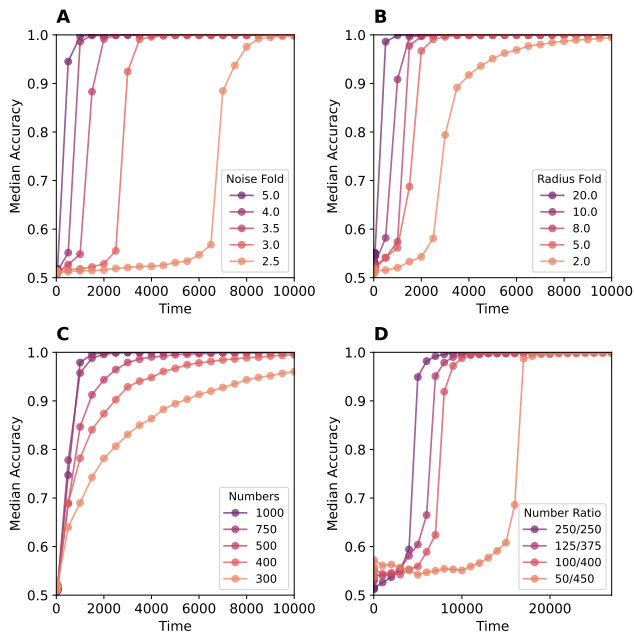 A
Median Accuracy
1.0
0.9
0.8
0.7
0.6
0.5
Noise Fold
5.0
4.0
3.5
3.0
2.5
0 2000 4000 6000 8000 10000
Time
B
Median Accuracy
1.0
0.9
0.8
0.7
0.6
0.5
Radius Fold
20.0
10.0
8.0
5.0
2.0
0 2000 4000 6000 8000 10000
Time
C
Median Accuracy
1.0
0.9
0.8
0.7
0.6
0.5
Numbers
1000
750
500
400
300
0 2000 4000 6000 8000 10000
Time
D
Median Accuracy
1.0
0.9
0.8
0.7
0.6
0.5
Number Ratio
250/250
125/375
100/400
50/450
0 10000 20000
Time